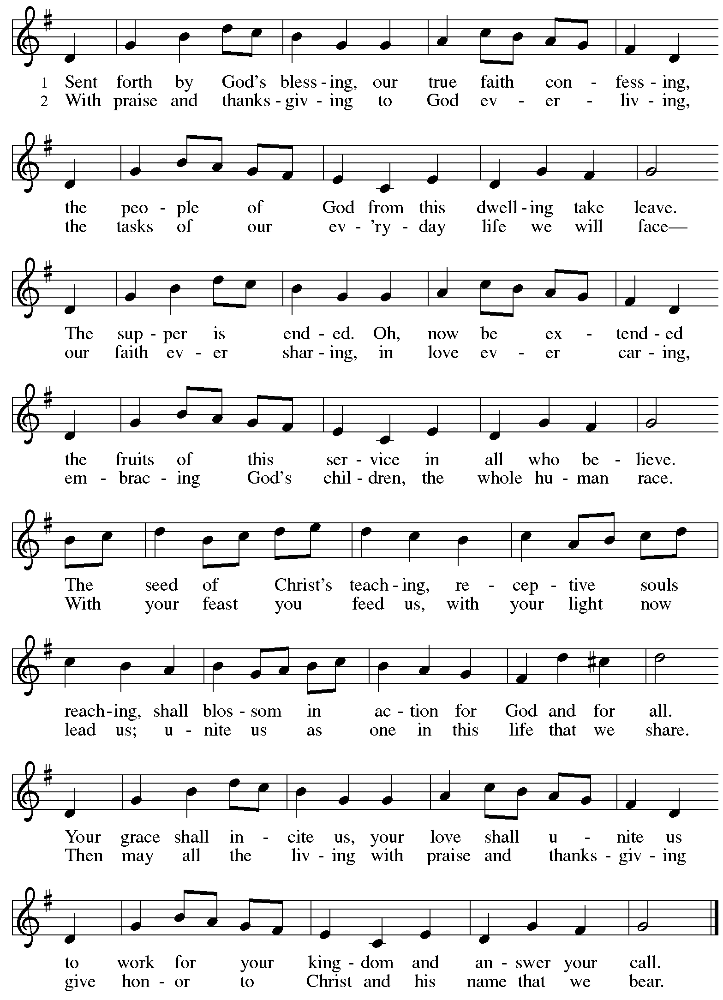 1 Sent forth by God's bless - ing, our true faith con - fess - ing,
2 With praise and thanks - giv - ing to God ev - er - liv - ing,
the peo - ple of God from this dwell - ing take leave.
the tasks of our ev - 'ry - day life we will face—
The sup - per is end - ed. Oh, now be ex - tend - ed
our faith ev - er shar - ing, in love ev - er car - ing,
the fruits of this ser - vice in all who be - lieve.
em - brac - ing God's chil - dren, the whole hu - man race.
The seed of Christ's teach - ing, re - cep - tive souls
With your feast you feed us, with your light now
reach - ing, shall blos - som in ac - tion for God and for all.
lead us; u - nite us as one in this life that we share.
Your grace shall in - cite us, your love shall u - nite us
Then may all the liv - ing with praise and thanks - giv - ing
to work for your king - dom and an - swer your call.
give hon - or to Christ and his name that we bear.